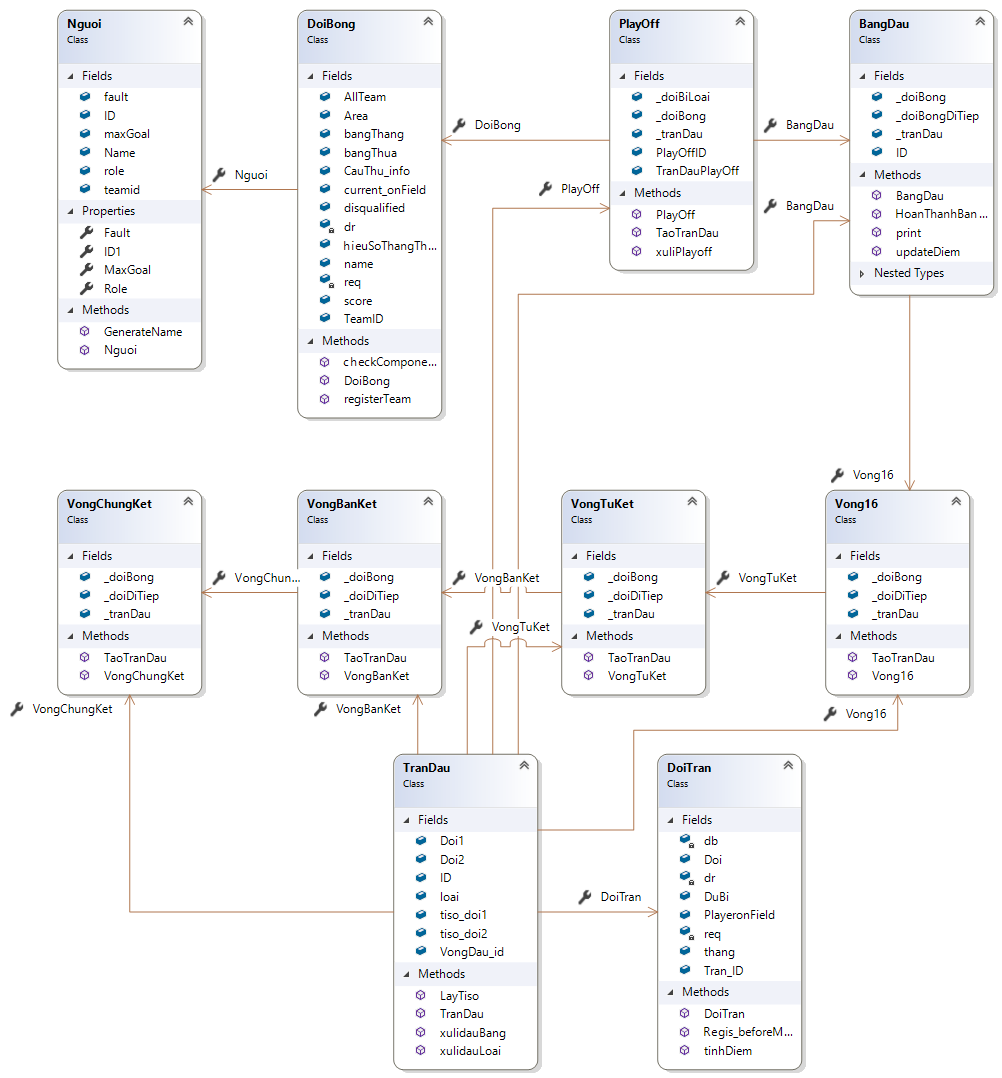 Nguoi
Class
Fields
fault
ID
maxGoal
Name
role
teamid
Properties
Fault
ID1
MaxGoal
Role
Methods
GenerateName
Nguoi
Nguoi
DoiBong
Class
Fields
AllTeam
Area
bangThang
bangThua
CauThu_info
current_onField
disqualified
dr
hieuSoThangTh...
name
req
score
TeamID
Methods
checkCompone...
DoiBong
registerTeam
DoiBong
PlayOff
PlayOff
Class
Fields
_doiBiLoai
_doiBong
_tranDau
PlayOffID
TranDauPlayOff
Methods
PlayOff
TaoTranDau
xuliPlayoff
BangDau
BangDau
BangDau
Class
Fields
_doiBong
_doiBongDiTiep
_tranDau
ID
Methods
BangDau
HoanThanhBan...
print
updateDiem
Nested Types
Vong16
VongChungKet
Class
Fields
_doiBong
_doiDiTiep
_tranDau
Methods
TaoTranDau
VongChungKet
VongChun...
VongBanKet
Class
Fields
_doiBong
_doiDiTiep
_tranDau
Methods
TaoTranDau
VongBanKet
VongBanKet
VongTuKet
VongTuKet
Class
Fields
_doiBong
_doiDiTiep
_tranDau
Methods
TaoTranDau
VongTuKet
VongTuKet
Vong16
Class
Fields
_doiBong
_doiDiTiep
_tranDau
Methods
TaoTranDau
Vong16
VongChungKet
VongBanKet
Vong16
TranDau
Class
Fields
Doi1
Doi2
ID
loai
tiso_doi1
tiso_doi2
VongDau_id
Methods
LayTiso
TranDau
xulidauBang
xulidauLoai
DoiTran
DoiTran
Class
Fields
db
Doi
dr
DuBi
PlayeronField
req
thang
Tran_ID
Methods
DoiTran
Regis_beforeM...
tinhDiem